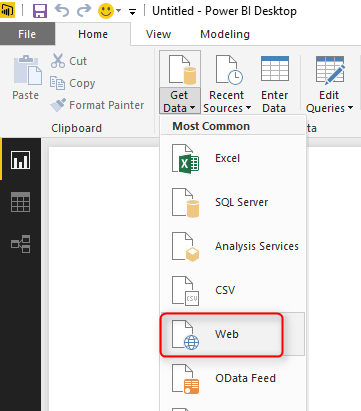 Untitled - Power BI Desktop
File Home View Modeling
Paste
Cut
Copy
Format Painter
Clipboard
Get Data
Recent Sources
Enter Data
Edit Queries
ta
Most Common
Excel
SQL Server
Analysis Services
CSV
CSV
Web
OData Feed